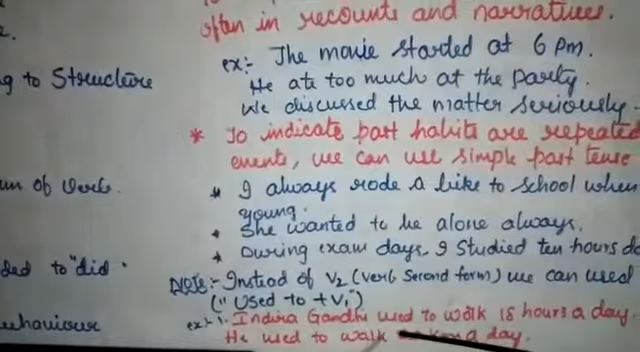 often in recounts and narratives.
ex:- The movie started at 6 pm.
g to Structure
He ate too much at the party.
We discussed the matter seriously.
* To indicate past habits are repeated
events, we can use simple past tense
of verb.
* I always rode a bike to school when
young.
* She wanted to be alone always.
* During exam days, I studied ten hours
ded to "did"
Note:- Instead of V2 (Verb Second form) we can used
("Used to + V1")
ehaviour
ex:- 1. Indira Gandhi used to walk 18 hours a day.
He used to walk a day.